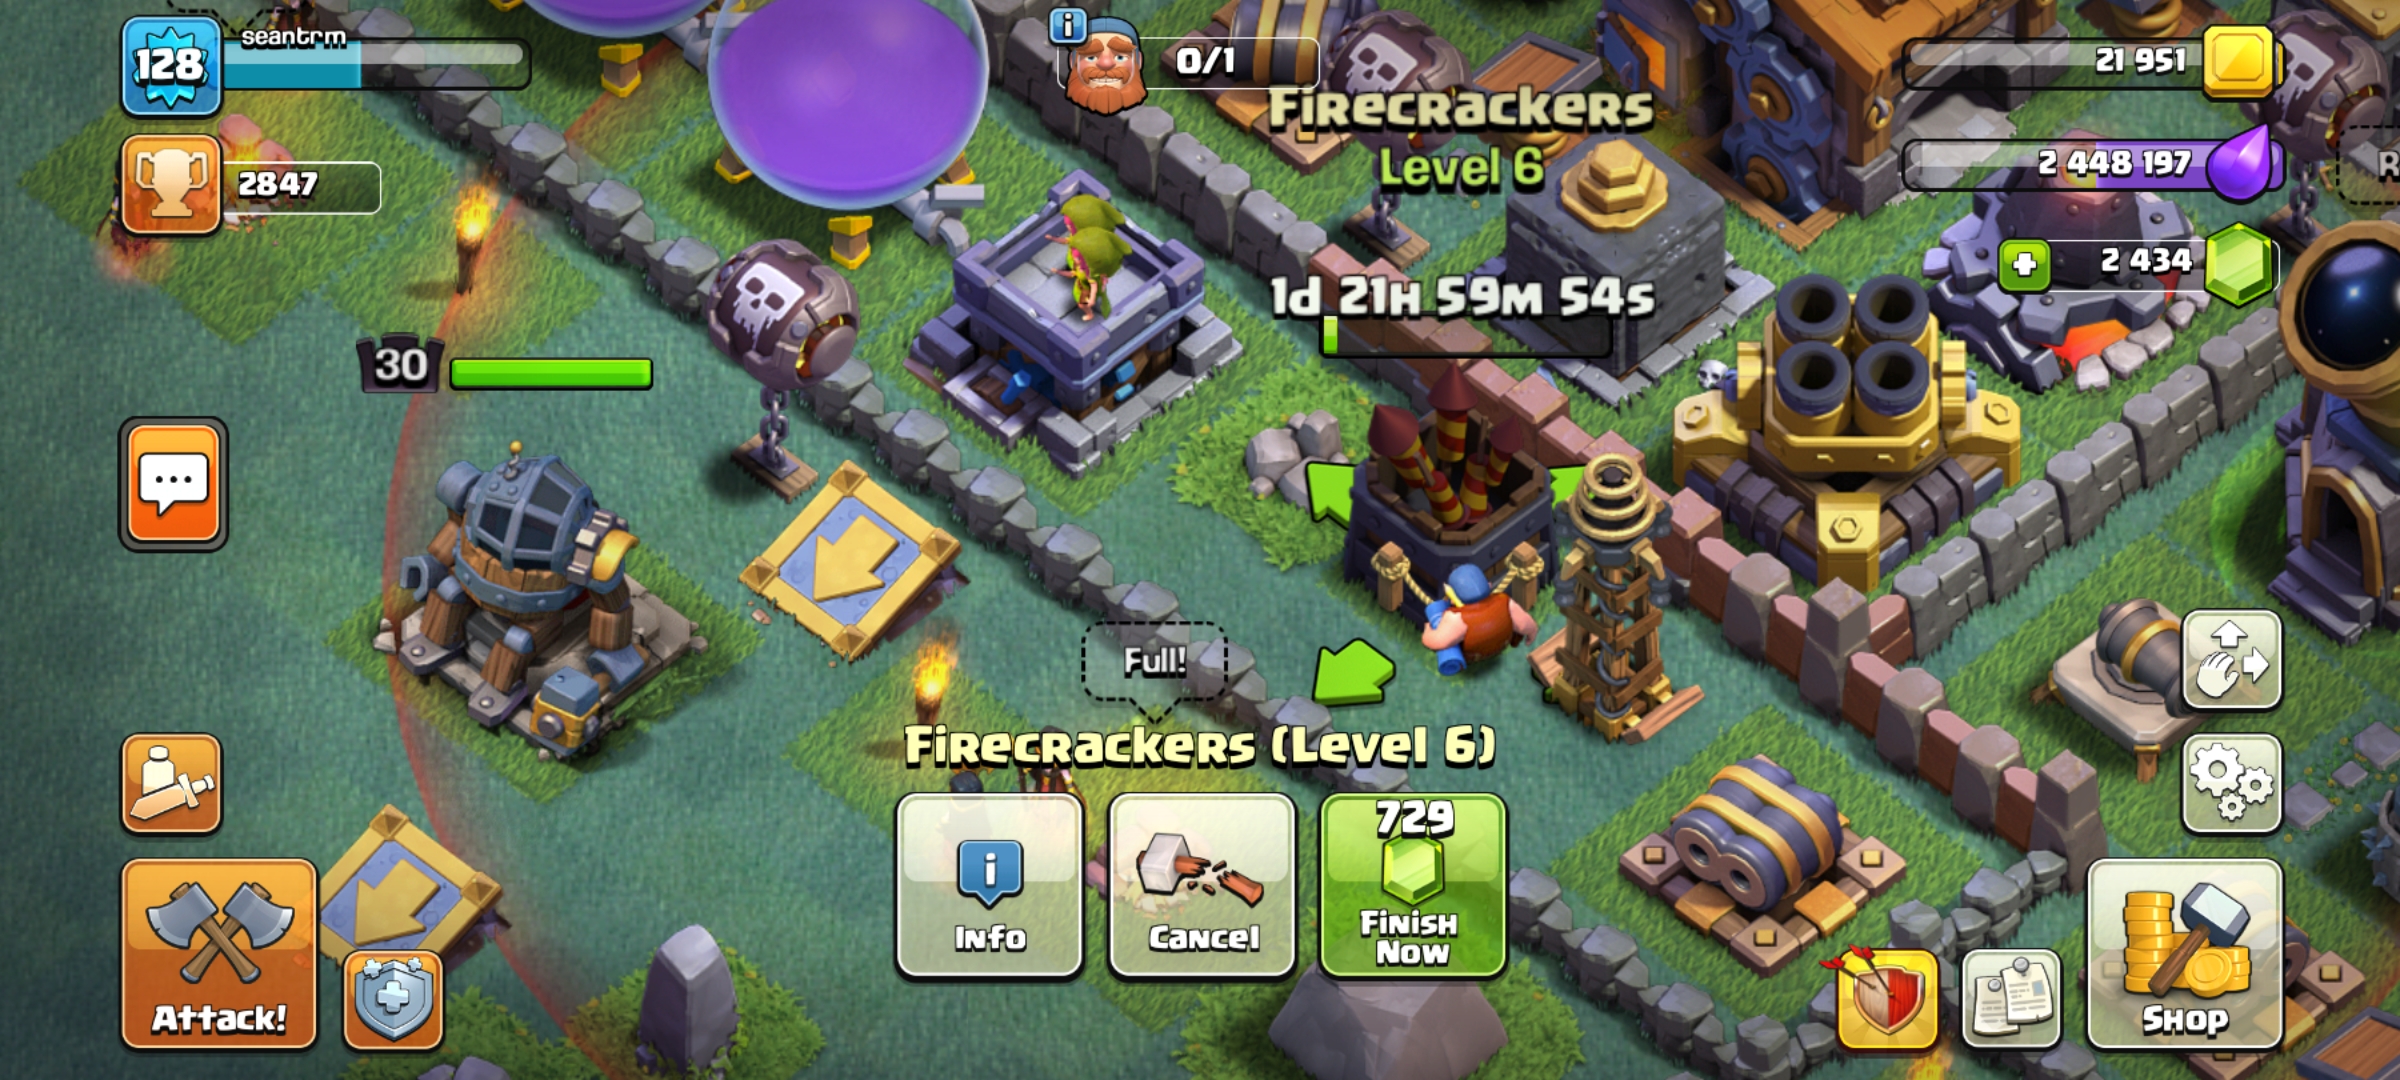 seantrm
128
2847
0/1
21 951
2 448 197
2 434
Firecrackers
Level 6
1d 21H 59M 54s
30
Full!
Firecrackers (Level 6)
Info
Cancel
729
Finish
Now
Attack!
Shop